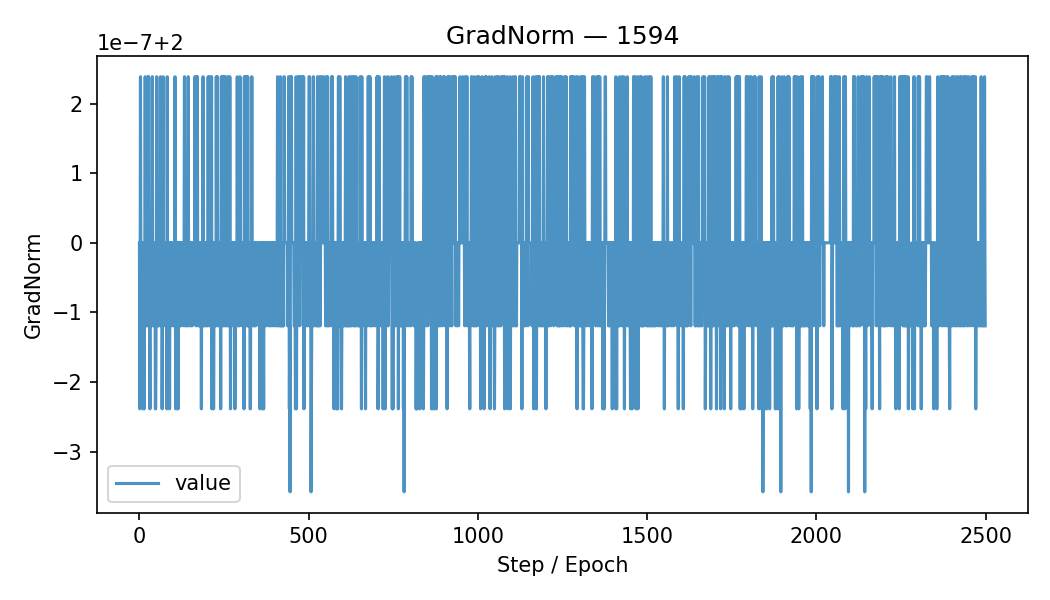 GradNorm — 1594
1e−7+2
2
1
0
−1
−2
−3
GradNorm
value
0 500 1000 1500 2000 2500
Step / Epoch